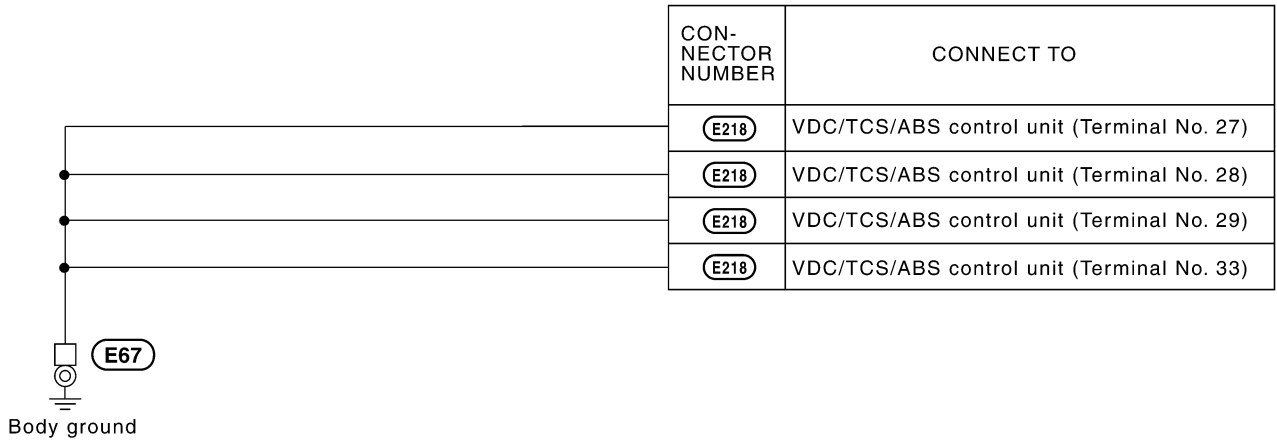 CON-
NECTOR
NUMBER
CONNECT TO
E218 VDC/TCS/ABS control unit (Terminal No. 27)
E218 VDC/TCS/ABS control unit (Terminal No. 28)
E218 VDC/TCS/ABS control unit (Terminal No. 29)
E218 VDC/TCS/ABS control unit (Terminal No. 33)
E67
Body ground